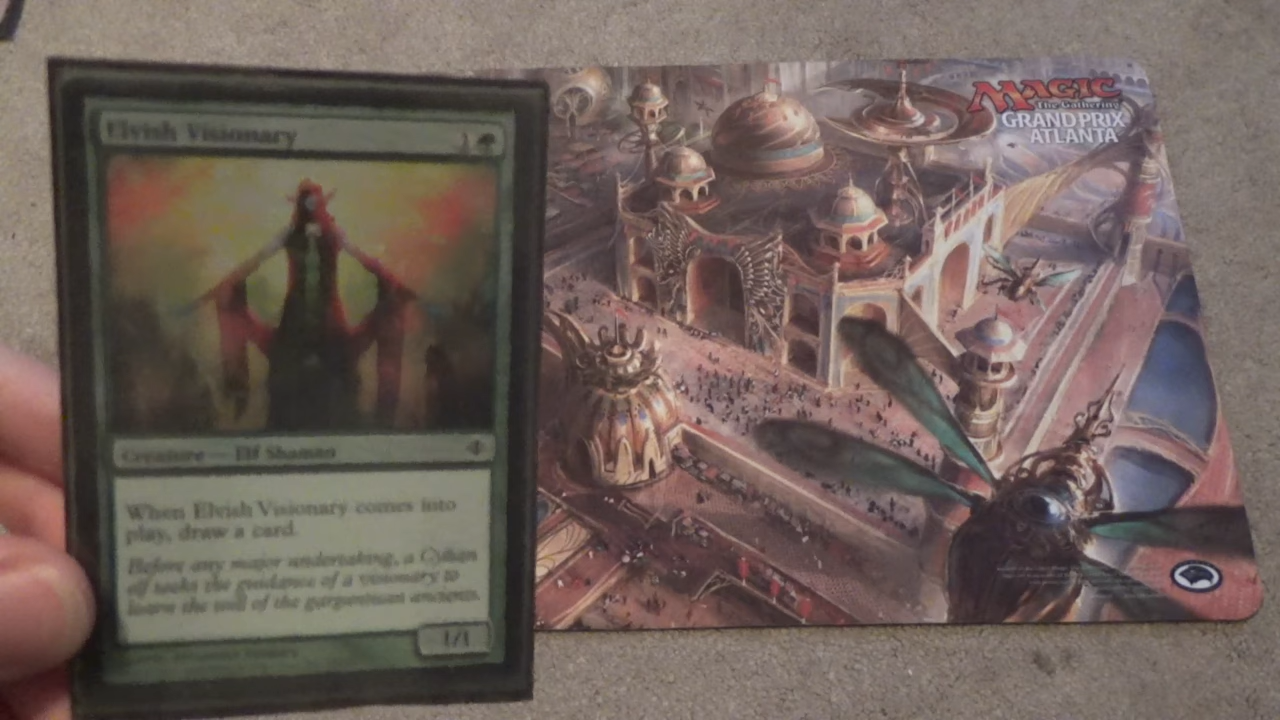 Elvish Visionary
1
Creature — Elf Shaman
When Elvish Visionary comes into
play, draw a card.
Before any major undertaking, a Cylian
elf seeks the guidance of a visionary to
learn the will of the gargantuan ancients.
1/1
MAGIC
The Gathering
GRAND PRIX
ATLANTA